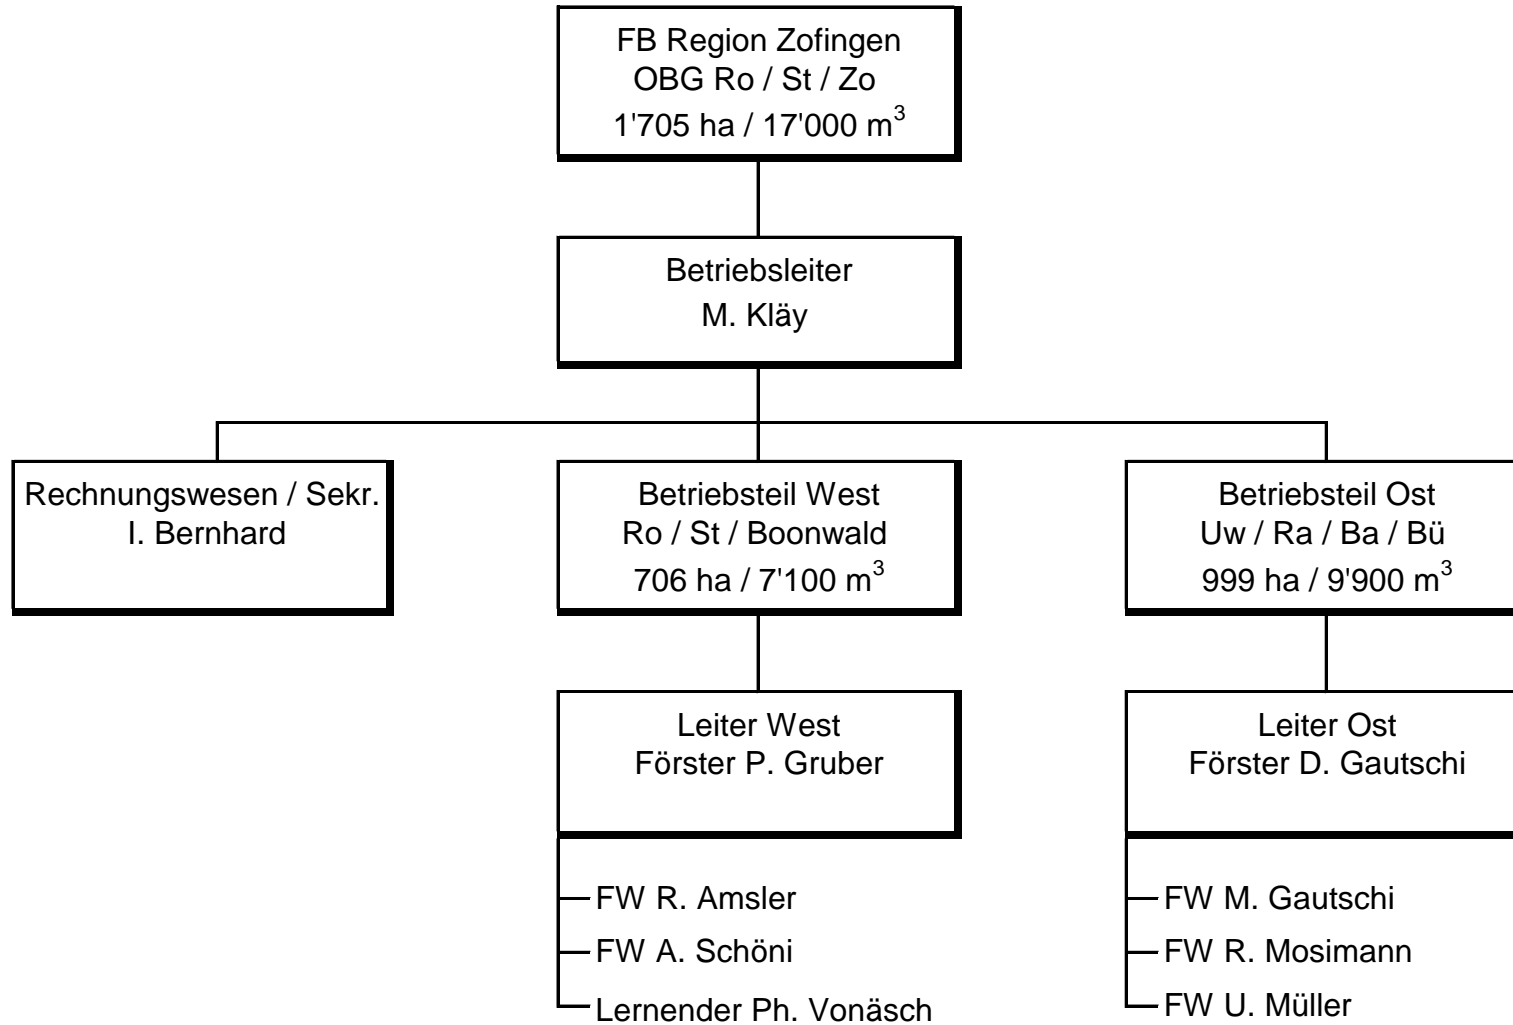 FB Region Zofingen
OBG Ro / St / Zo
1'705 ha / 17'000 m³
Betriebsleiter
M. Kläy
Rechnungswesen / Sekr.
I. Bernhard
Betriebsteil West
Ro / St / Boonwald
706 ha / 7'100 m³
Betriebsteil Ost
Uw / Ra / Ba / Bü
999 ha / 9'900 m³
Leiter West
Förster P. Gruber
Leiter Ost
Förster D. Gautschi
FW R. Amsler
FW A. Schöni
Lernender Ph. Vonäsch
FW M. Gautschi
FW R. Mosimann
FW U. Müller